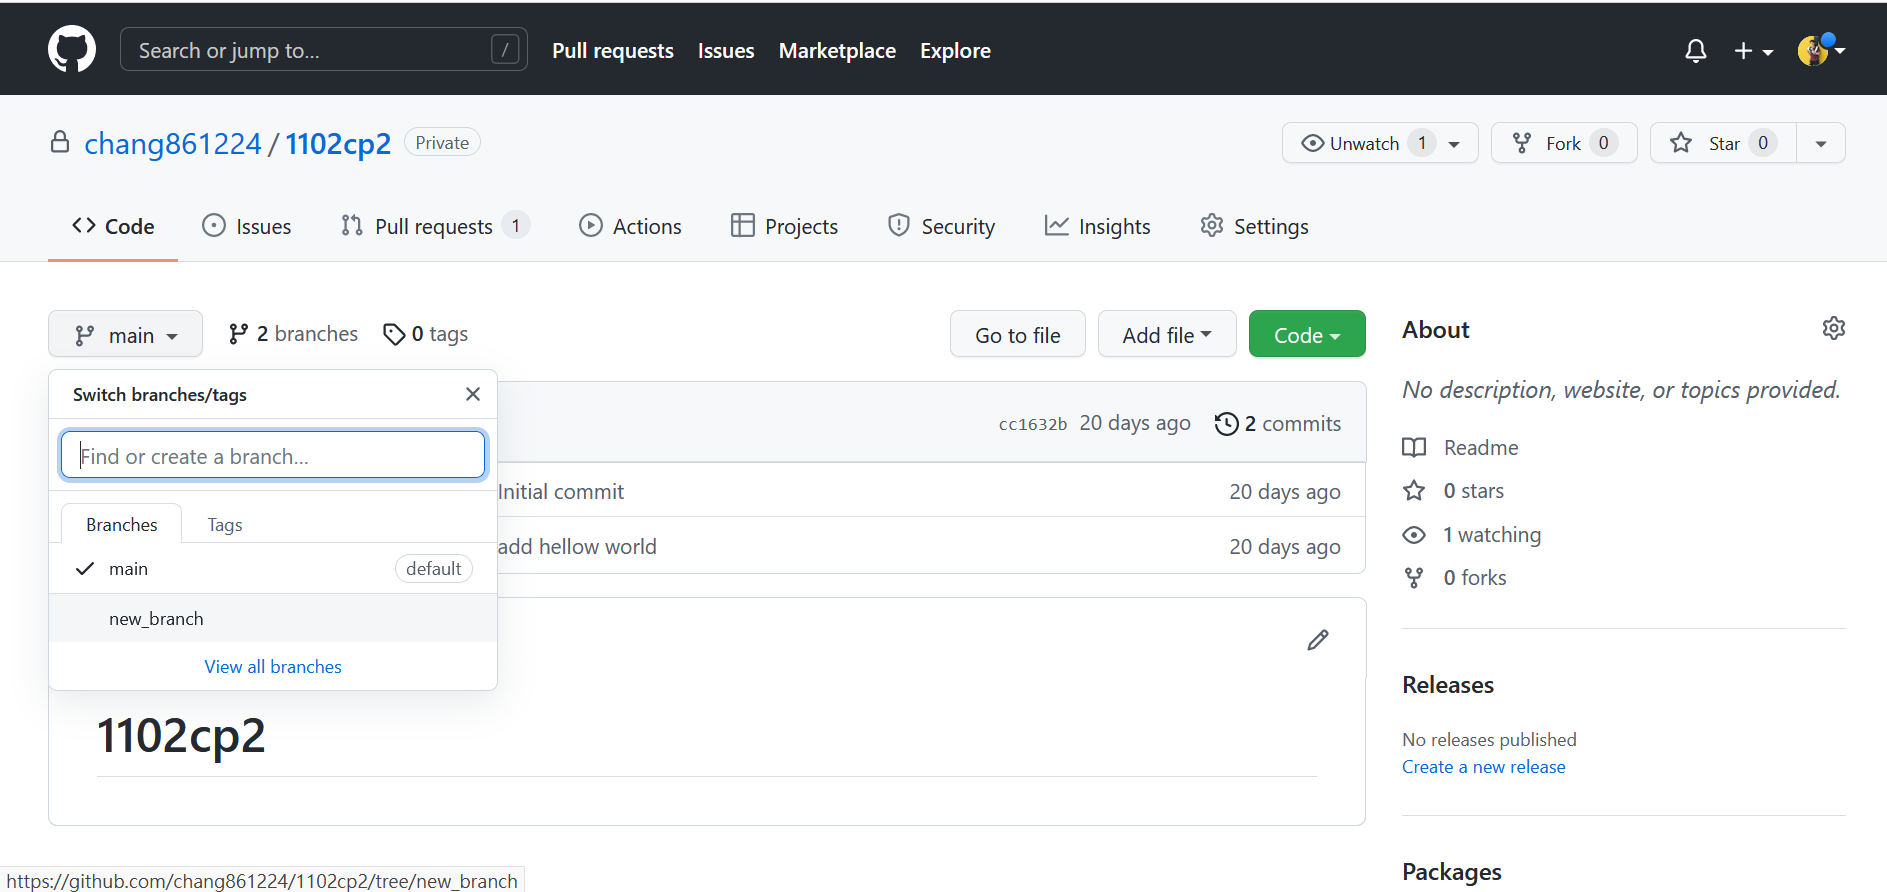 Search or jump to... / Pull requests Issues Marketplace Explore
chang861224 / 1102cp2 Private Unwatch 1 Fork 0 Star 0
Code Issues Pull requests 1 Actions Projects Security Insights Settings
main 2 branches 0 tags Go to file Add file Code
Switch branches/tags
Find or create a branch...
Branches Tags
main default
new_branch
View all branches
cc1632b 20 days ago 2 commits
Initial commit 20 days ago
add hellow world 20 days ago
1102cp2
About
No description, website, or topics provided.
Readme
0 stars
1 watching
0 forks
Releases
No releases published
Create a new release
Packages
https://github.com/chang861224/1102cp2/tree/new_branch